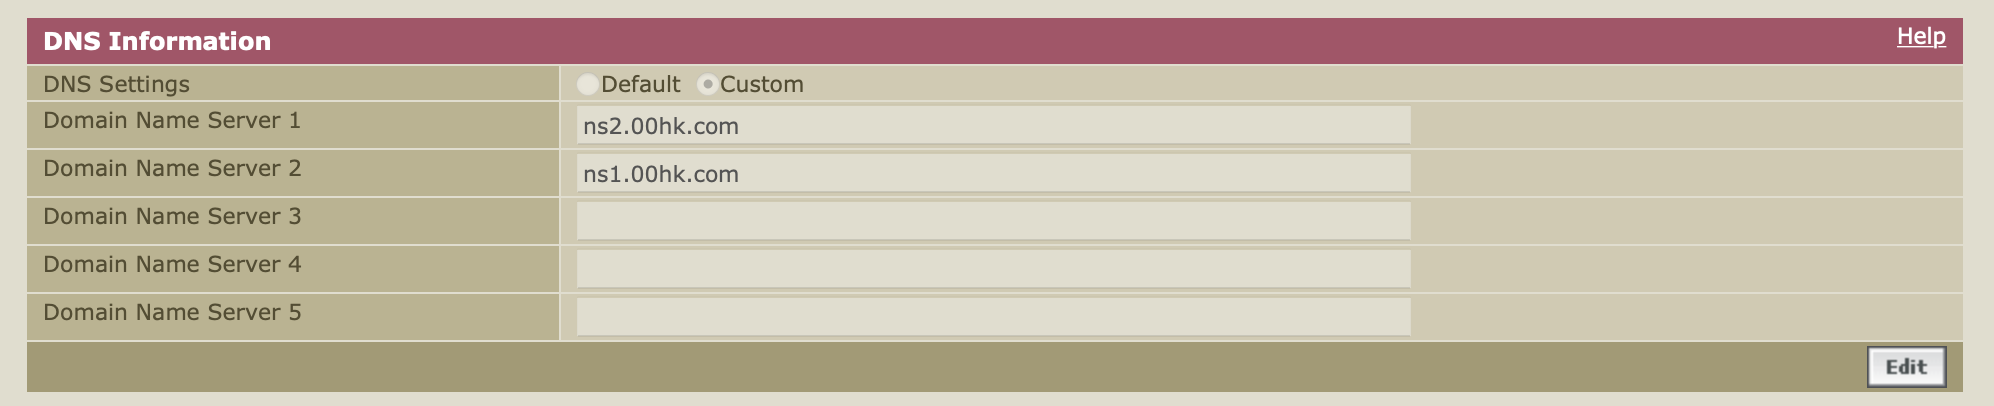 DNS Information Help
DNS Settings Default Custom
Domain Name Server 1 ns2.00hk.com
Domain Name Server 2 ns1.00hk.com
Domain Name Server 3
Domain Name Server 4
Domain Name Server 5
Edit